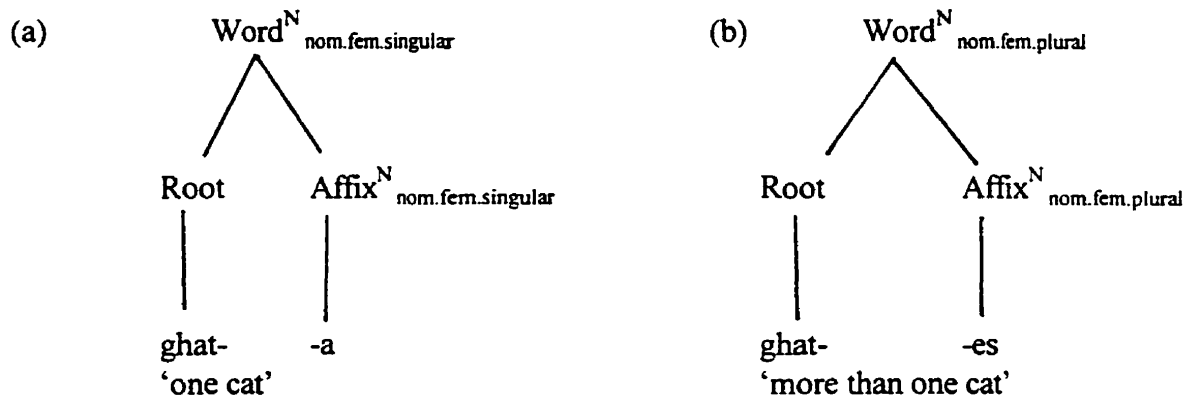 (a) Word^N nom.fem.singular (b) Word^N nom.fem.plural
Root Affix^N nom.fem.singular Root Affix^N nom.fem.plural
ghat- -a ghat- -es
‘one cat’ ‘more than one cat’